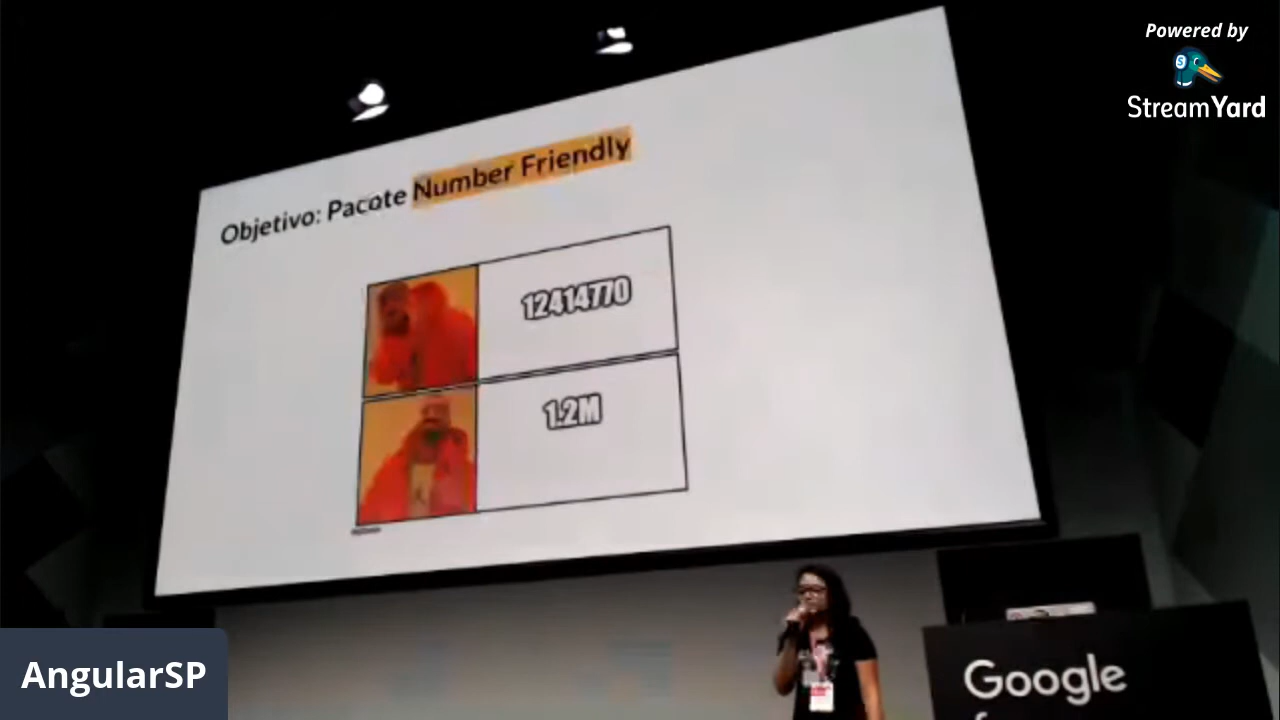 Powered by
StreamYard
Objetivo: Pacote Number Friendly
12414770
1.2M
AngularSP
Google